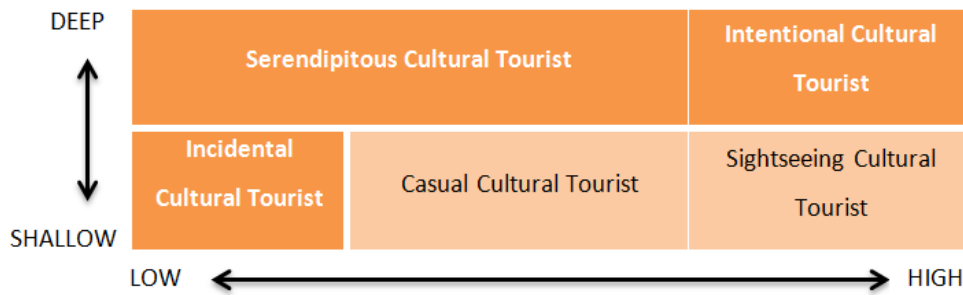 DEEP
Serendipitous Cultural Tourist
Intentional Cultural
Tourist
Incidental
Cultural Tourist
Casual Cultural Tourist
Sightseeing Cultural
Tourist
SHALLOW
LOW
HIGH